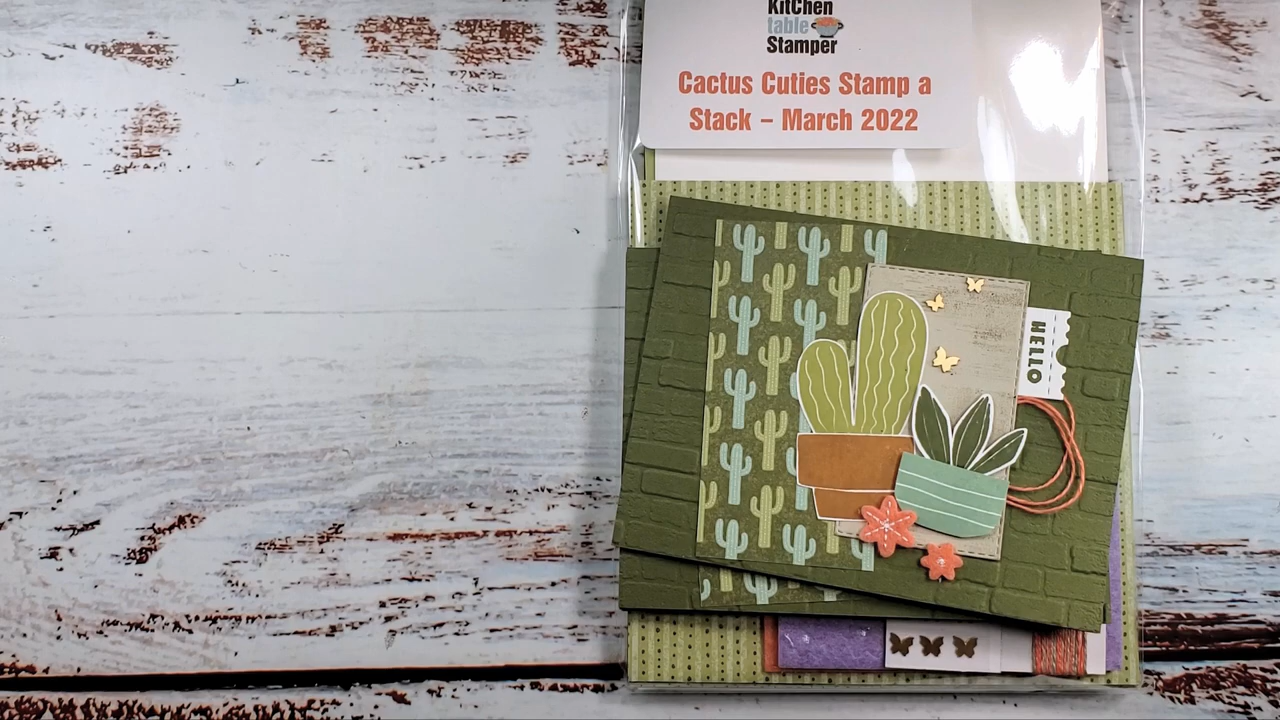 KitChen
table
Stamper
Cactus Cuties Stamp a
Stack – March 2022
HELLO